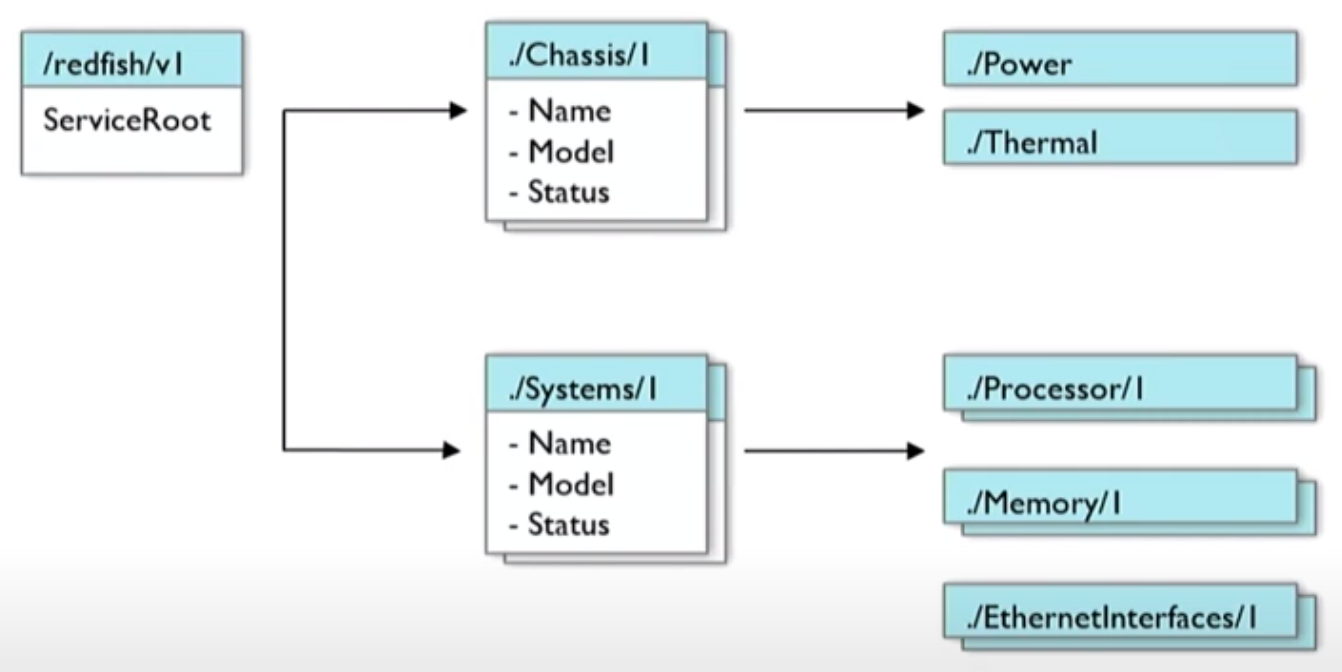 /redfish/v1
ServiceRoot
./Chassis/1
- Name
- Model
- Status
./Power
./Thermal
./Systems/1
- Name
- Model
- Status
./Processor/1
./Memory/1
./EthernetInterfaces/1